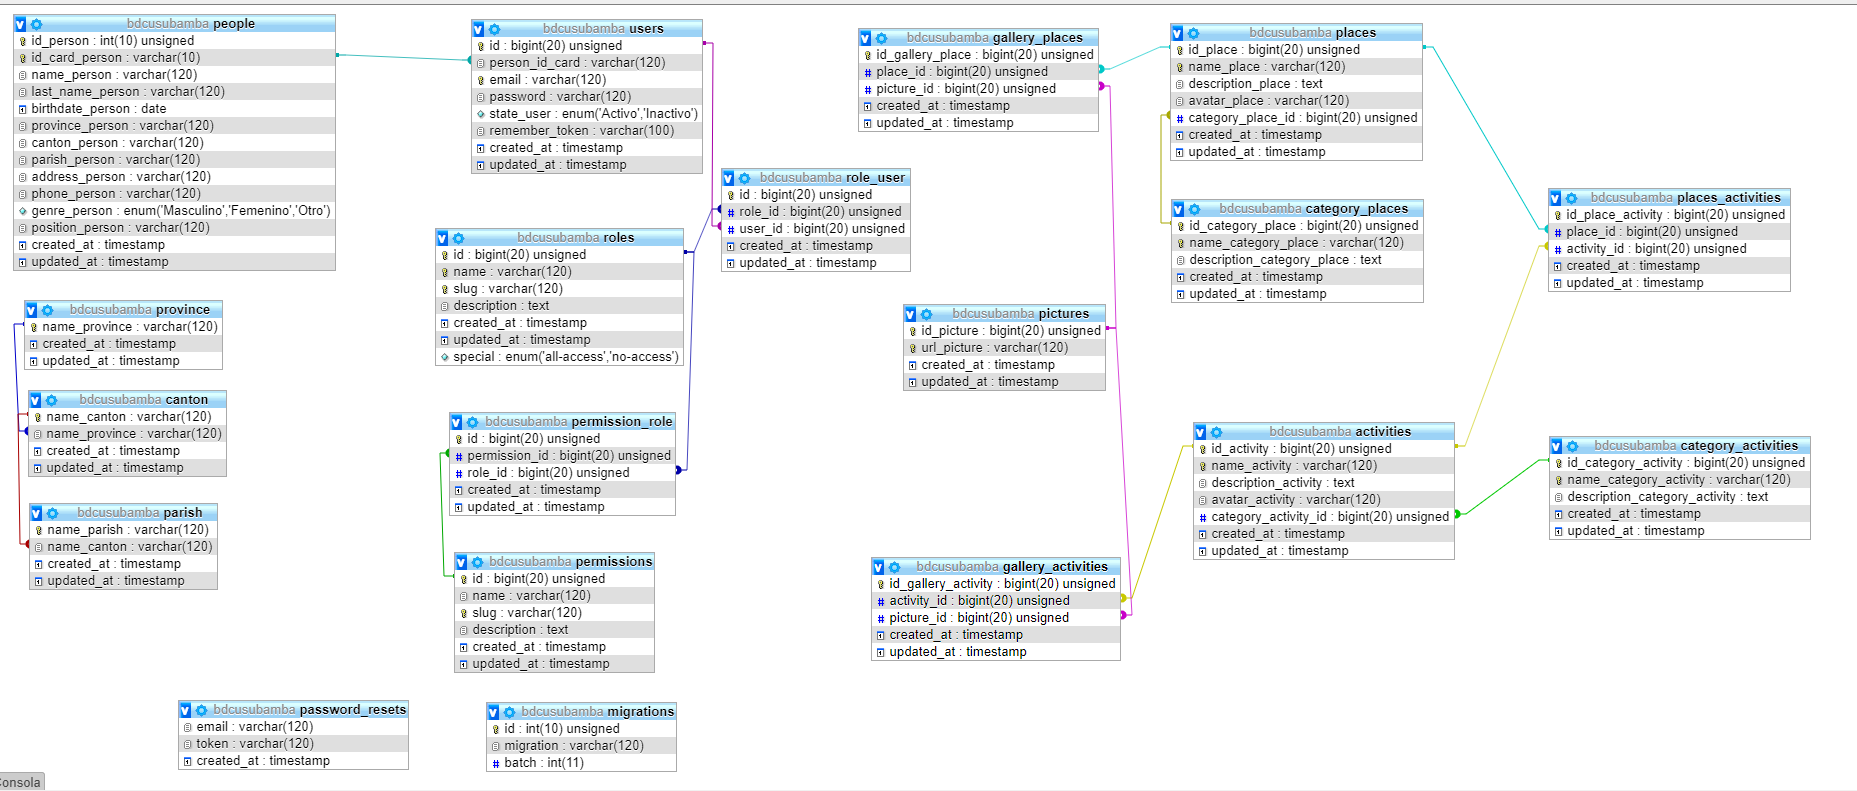 bdcusubamba people
id_person : int(10) unsigned
id_card_person : varchar(10)
name_person : varchar(120)
last_name_person : varchar(120)
birthdate_person : date
province_person : varchar(120)
canton_person : varchar(120)
parish_person : varchar(120)
address_person : varchar(120)
phone_person : varchar(120)
genre_person : enum('Masculino','Femenino','Otro')
position_person : varchar(120)
created_at : timestamp
updated_at : timestamp
bdcusubamba users
id : bigint(20) unsigned
person_id_card : varchar(120)
email : varchar(120)
password : varchar(120)
state_user : enum('Activo','Inactivo')
remember_token : varchar(100)
created_at : timestamp
updated_at : timestamp
bdcusubamba gallery_places
id_gallery_place : bigint(20) unsigned
place_id : bigint(20) unsigned
picture_id : bigint(20) unsigned
created_at : timestamp
updated_at : timestamp
bdcusubamba places
id_place : bigint(20) unsigned
name_place : varchar(120)
description_place : text
avatar_place : varchar(120)
category_place_id : bigint(20) unsigned
created_at : timestamp
updated_at : timestamp
bdcusubamba role_user
id : bigint(20) unsigned
role_id : bigint(20) unsigned
user_id : bigint(20) unsigned
created_at : timestamp
updated_at : timestamp
bdcusubamba category_places
id_category_place : bigint(20) unsigned
name_category_place : varchar(120)
description_category_place : text
created_at : timestamp
updated_at : timestamp
bdcusubamba places_activities
id_place_activity : bigint(20) unsigned
place_id : bigint(20) unsigned
activity_id : bigint(20) unsigned
created_at : timestamp
updated_at : timestamp
bdcusubamba roles
id : bigint(20) unsigned
name : varchar(120)
slug : varchar(120)
description : text
created_at : timestamp
updated_at : timestamp
special : enum('all-access','no-access')
bdcusubamba province
name_province : varchar(120)
created_at : timestamp
updated_at : timestamp
bdcusubamba pictures
id_picture : bigint(20) unsigned
url_picture : varchar(120)
created_at : timestamp
updated_at : timestamp
bdcusubamba canton
name_canton : varchar(120)
name_province : varchar(120)
created_at : timestamp
updated_at : timestamp
bdcusubamba permission_role
id : bigint(20) unsigned
permission_id : bigint(20) unsigned
role_id : bigint(20) unsigned
created_at : timestamp
updated_at : timestamp
bdcusubamba activities
id_activity : bigint(20) unsigned
name_activity : varchar(120)
description_activity : text
avatar_activity : varchar(120)
category_activity_id : bigint(20) unsigned
created_at : timestamp
updated_at : timestamp
bdcusubamba category_activities
id_category_activity : bigint(20) unsigned
name_category_activity : varchar(120)
description_category_activity : text
created_at : timestamp
updated_at : timestamp
bdcusubamba parish
name_parish : varchar(120)
name_canton : varchar(120)
created_at : timestamp
updated_at : timestamp
bdcusubamba permissions
id : bigint(20) unsigned
name : varchar(120)
slug : varchar(120)
description : text
created_at : timestamp
updated_at : timestamp
bdcusubamba gallery_activities
id_gallery_activity : bigint(20) unsigned
activity_id : bigint(20) unsigned
picture_id : bigint(20) unsigned
created_at : timestamp
updated_at : timestamp
bdcusubamba password_resets
email : varchar(120)
token : varchar(120)
created_at : timestamp
bdcusubamba migrations
id : int(10) unsigned
migration : varchar(120)
batch : int(11)
onsola